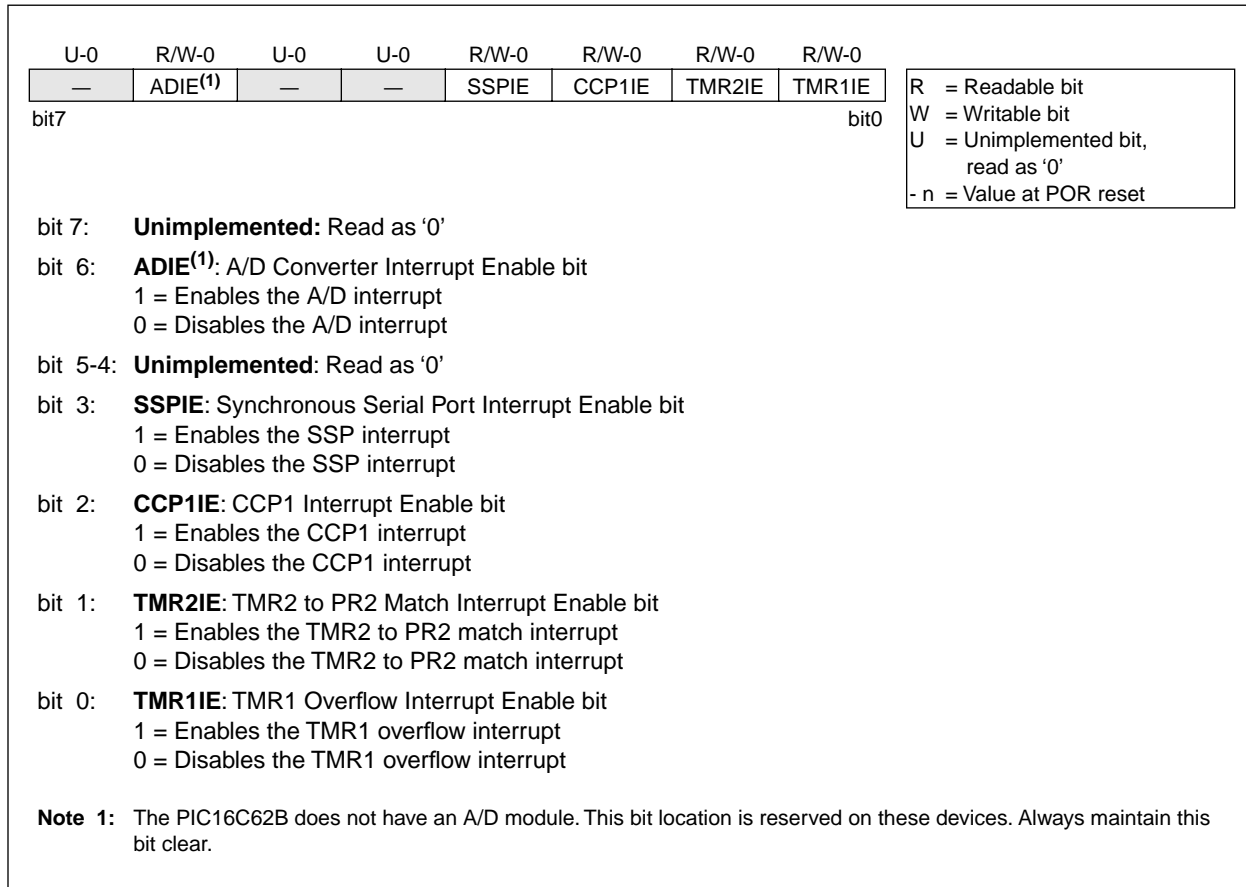 U-0 R/W-0 U-0 U-0 R/W-0 R/W-0 R/W-0 R/W-0
— ADIE(1) — — SSPIE CCP1IE TMR2IE TMR1IE
bit7 bit0
R = Readable bit
W = Writable bit
U = Unimplemented bit,
read as ‘0’
- n = Value at POR reset
bit 7: Unimplemented: Read as ‘0’
bit 6: ADIE(1): A/D Converter Interrupt Enable bit
1 = Enables the A/D interrupt
0 = Disables the A/D interrupt
bit 5-4: Unimplemented: Read as ‘0’
bit 3: SSPIE: Synchronous Serial Port Interrupt Enable bit
1 = Enables the SSP interrupt
0 = Disables the SSP interrupt
bit 2: CCP1IE: CCP1 Interrupt Enable bit
1 = Enables the CCP1 interrupt
0 = Disables the CCP1 interrupt
bit 1: TMR2IE: TMR2 to PR2 Match Interrupt Enable bit
1 = Enables the TMR2 to PR2 match interrupt
0 = Disables the TMR2 to PR2 match interrupt
bit 0: TMR1IE: TMR1 Overflow Interrupt Enable bit
1 = Enables the TMR1 overflow interrupt
0 = Disables the TMR1 overflow interrupt
Note 1: The PIC16C62B does not have an A/D module. This bit location is reserved on these devices. Always maintain this
bit clear.